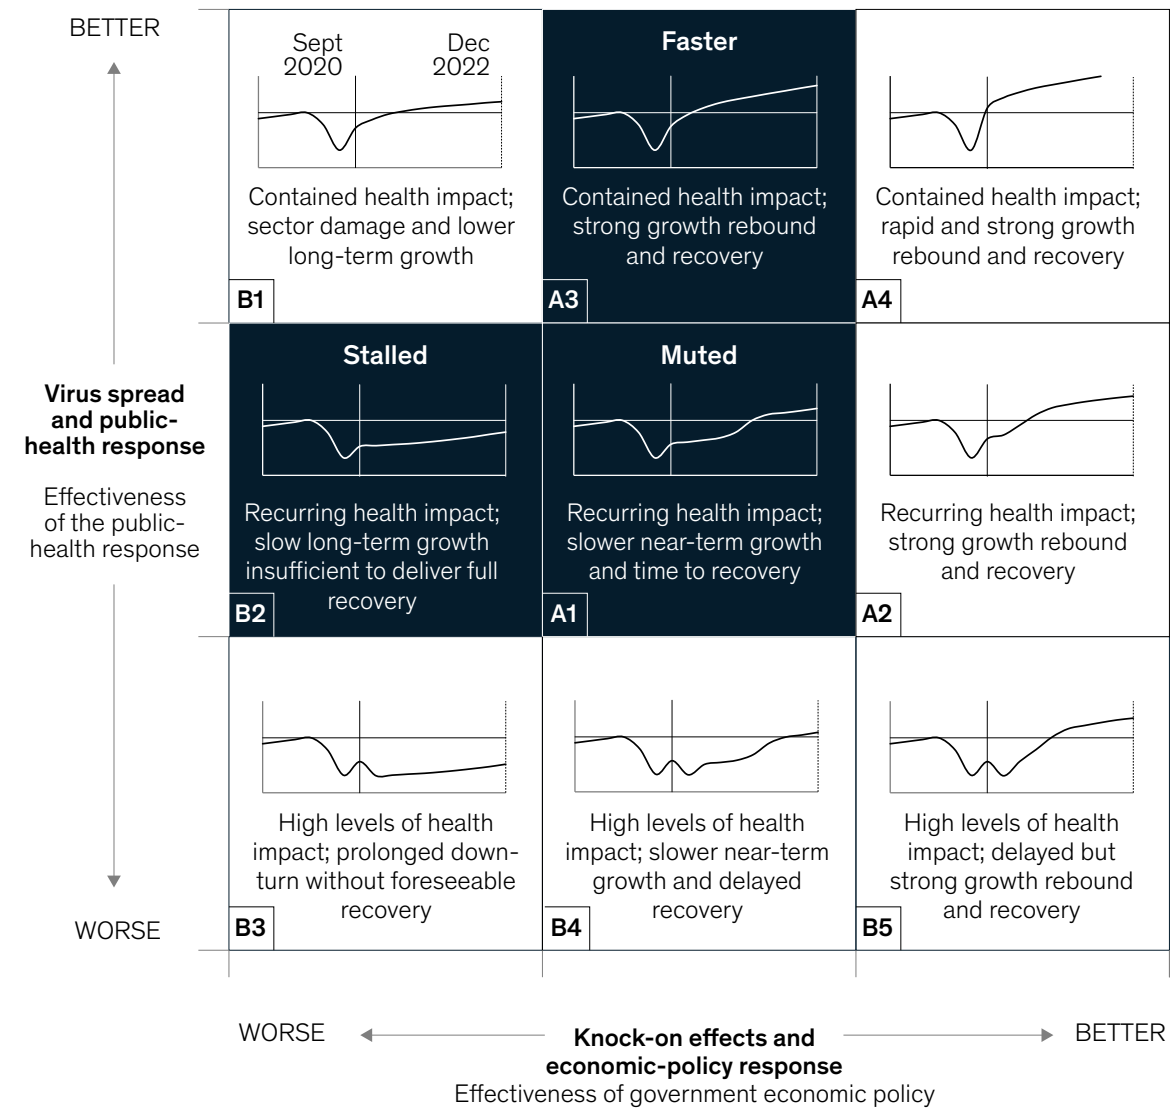 BETTER
Sept
2020
Dec
2022
Contained health impact;
sector damage and lower
long-term growth
B1
Faster
Contained health impact;
strong growth rebound
and recovery
A3
Contained health impact;
rapid and strong growth
rebound and recovery
A4
Virus spread
and public-
health response
Effectiveness
of the public-
health response
Stalled
Recurring health impact;
slow long-term growth
insufficient to deliver full
recovery
B2
Muted
Recurring health impact;
slower near-term growth
and time to recovery
A1
Recurring health impact;
strong growth rebound
and recovery
A2
High levels of health
impact; prolonged down-
turn without foreseeable
recovery
B3
High levels of health
impact; slower near-term
growth and delayed
recovery
B4
High levels of health
impact; delayed but
strong growth rebound
and recovery
B5
WORSE
WORSE
Knock-on effects and
economic-policy response
Effectiveness of government economic policy
BETTER